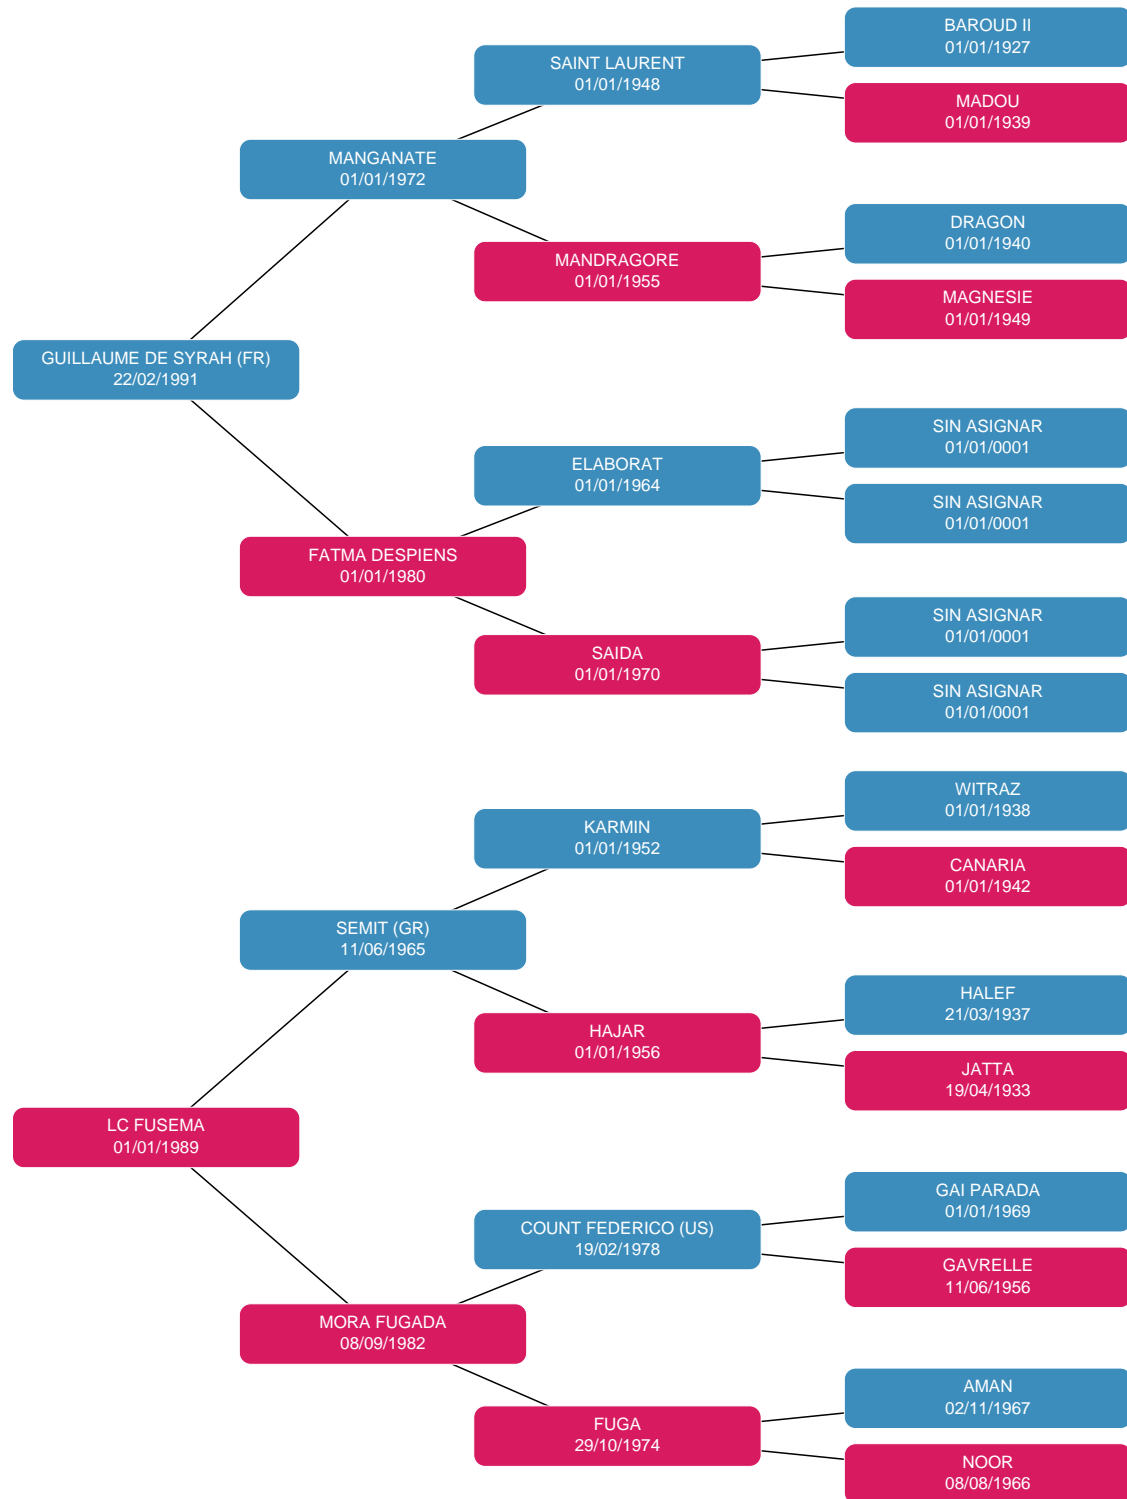 BAROUD II
01/01/1927
SAINT LAURENT
01/01/1948
MADOU
01/01/1939
MANGANATE
01/01/1972
DRAGON
01/01/1940
MANDRAGORE
01/01/1955
MAGNESIE
01/01/1949
GUILLAUME DE SYRAH (FR)
22/02/1991
SIN ASIGNAR
01/01/0001
ELABORAT
01/01/1964
SIN ASIGNAR
01/01/0001
FATMA DESPIENS
01/01/1980
SIN ASIGNAR
01/01/0001
SAIDA
01/01/1970
SIN ASIGNAR
01/01/0001
WITRAZ
01/01/1938
KARMIN
01/01/1952
CANARIA
01/01/1942
SEMIT (GR)
11/06/1965
HALEF
21/03/1937
HAJAR
01/01/1956
JATTA
19/04/1933
LC FUSEMA
01/01/1989
GAI PARADA
01/01/1969
COUNT FEDERICO (US)
19/02/1978
GAVRELLE
11/06/1956
MORA FUGADA
08/09/1982
AMAN
02/11/1967
FUGA
29/10/1974
NOOR
08/08/1966